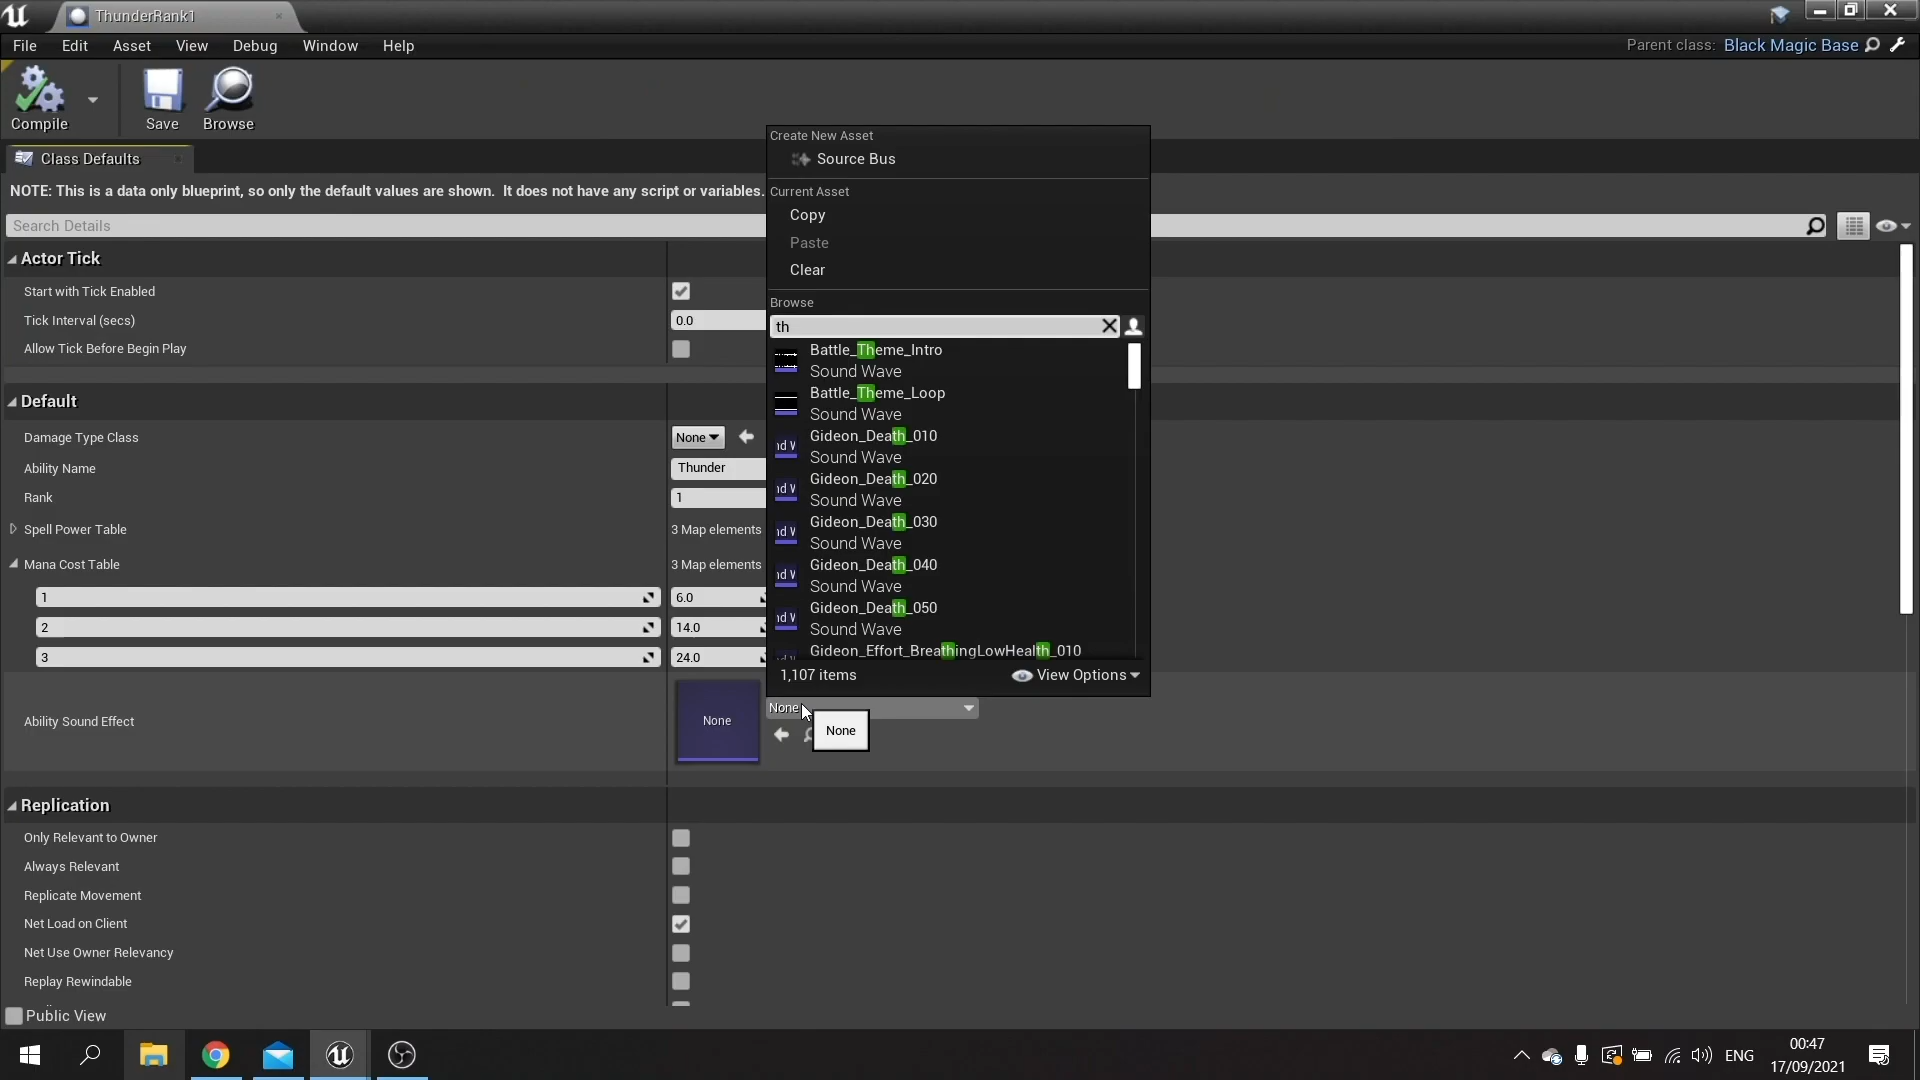 ThunderRank1
File Edit Asset View Debug Window Help
Parent class: Black Magic Base
Compile
Save
Browse
Class Defaults
NOTE: This is a data only blueprint, so only the default values are shown. It does not have any script or variables.
Search Details
Actor Tick
Start with Tick Enabled
Tick Interval (secs) 0.0
Allow Tick Before Begin Play
Default
Damage Type Class None
Ability Name Thunder
Rank 1
Spell Power Table 3 Map elements
Mana Cost Table 3 Map elements
1 6.0
2 14.0
3 24.0
Ability Sound Effect None None
None
Create New Asset
Source Bus
Current Asset
Copy
Paste
Clear
Browse
th
Battle_Theme_Intro
Sound Wave
Battle_Theme_Loop
Sound Wave
Gideon_Death_010
Sound Wave
Gideon_Death_020
Sound Wave
Gideon_Death_030
Sound Wave
Gideon_Death_040
Sound Wave
Gideon_Death_050
Sound Wave
Gideon_Effort_BreathingLowHealth_010
1,107 items View Options
Replication
Only Relevant to Owner
Always Relevant
Replicate Movement
Net Load on Client
Net Use Owner Relevancy
Replay Rewindable
Public View
ENG
00:47
17/09/2021